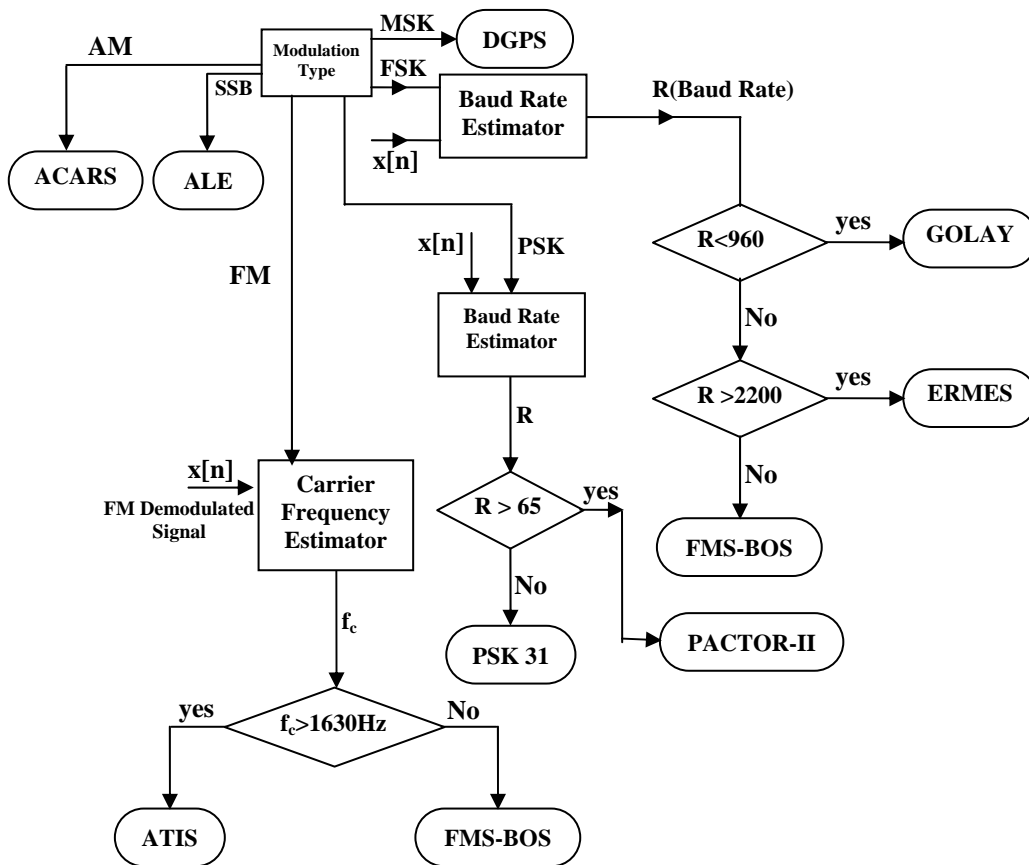 MSK
DGPS
AM
Modulation
Type
FSK
SSB
Baud Rate
Estimator
R(Baud Rate)
x[n]
ACARS
ALE
yes
R<960
GOLAY
x[n]
PSK
FM
No
Baud Rate
Estimator
yes
R >2200
ERMES
R
No
x[n]
FM Demodulated
Signal
Carrier
Frequency
Estimator
yes
R > 65
FMS-BOS
No
fc
PSK 31
PACTOR-II
yes
fc>1630Hz
No
ATIS
FMS-BOS